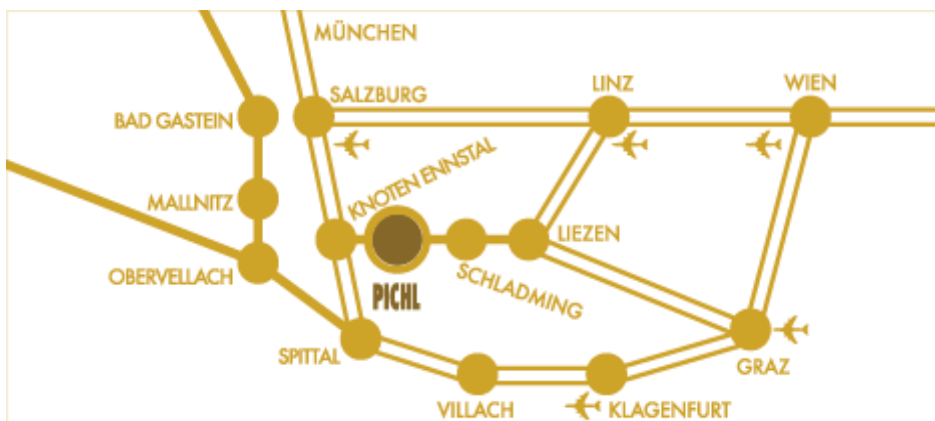 MÜNCHEN
SALZBURG
LINZ
WIEN
BAD GASTEIN
KNOTEN ENNSTAL
MALLNITZ
LIEZEN
OBERVELLACH
SCHLADMING
PICHL
SPITTAL
GRAZ
VILLACH
KLAGENFURT